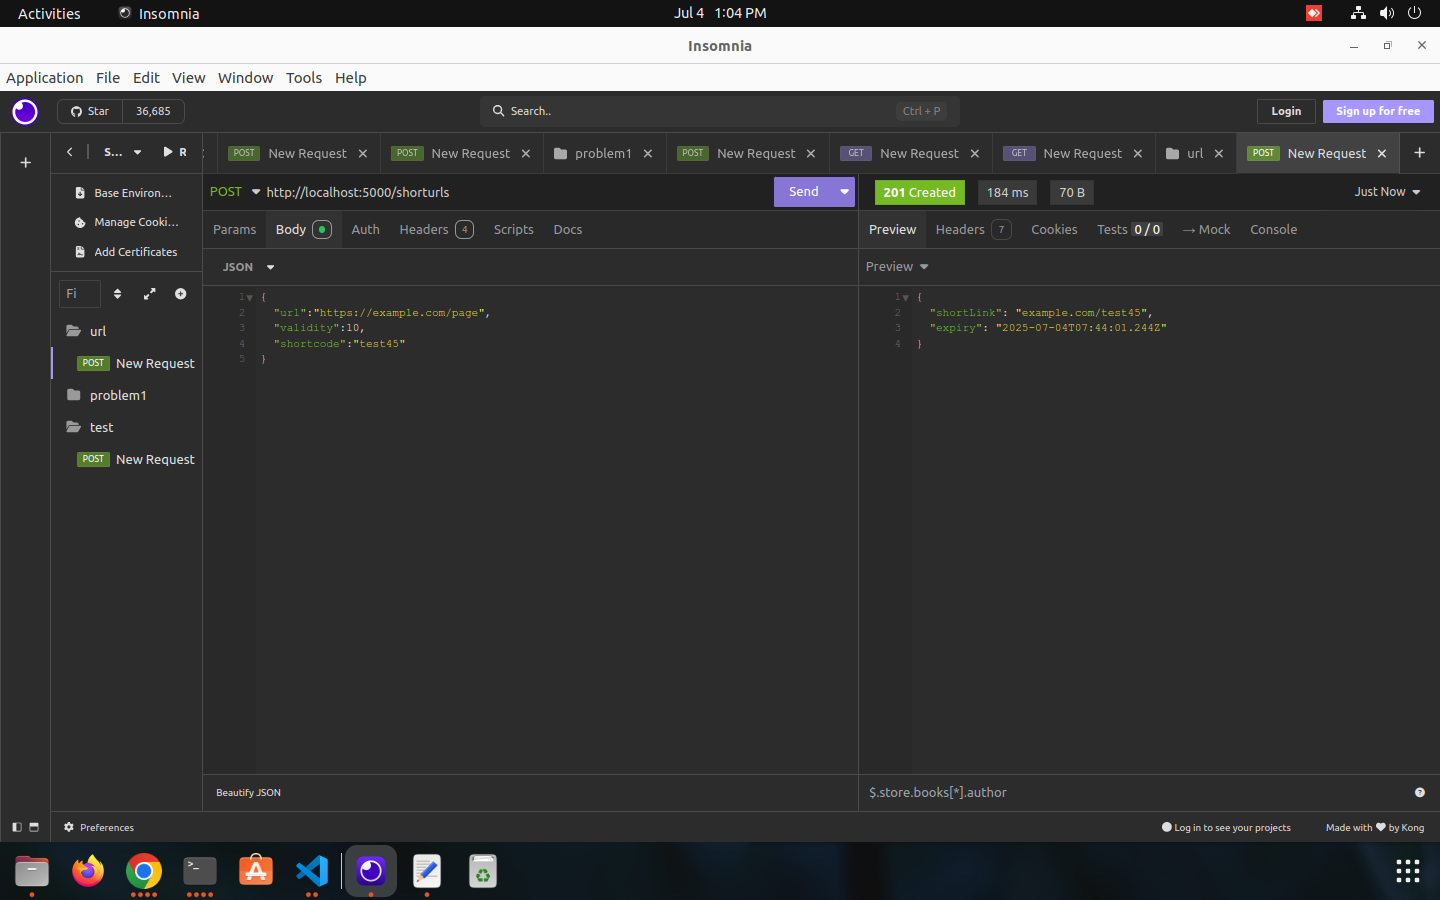 Activities Insomnia Jul 4 1:04 PM
Insomnia
Application File Edit View Window Tools Help
Star 36,685 Search.. Ctrl + P Login Sign up for free
S... R POST New Request POST New Request problem1 POST New Request GET New Request GET New Request url POST New Request
Base Environ...
Manage Cooki...
Add Certificates
Fi
url
POST New Request
problem1
test
POST New Request
POST http://localhost:5000/shorturls Send
Params Body Auth Headers 4 Scripts Docs
JSON
1 {
2 "url":"https://example.com/page",
3 "validity":10,
4 "shortcode":"test45"
5 }
Beautify JSON
201 Created 184 ms 70 B Just Now
Preview Headers 7 Cookies Tests 0 / 0 → Mock Console
Preview
1 {
2 "shortLink": "example.com/test45",
3 "expiry": "2025-07-04T07:44:01.244Z"
4 }
$.store.books[*].author
Preferences Log in to see your projects Made with ♥ by Kong